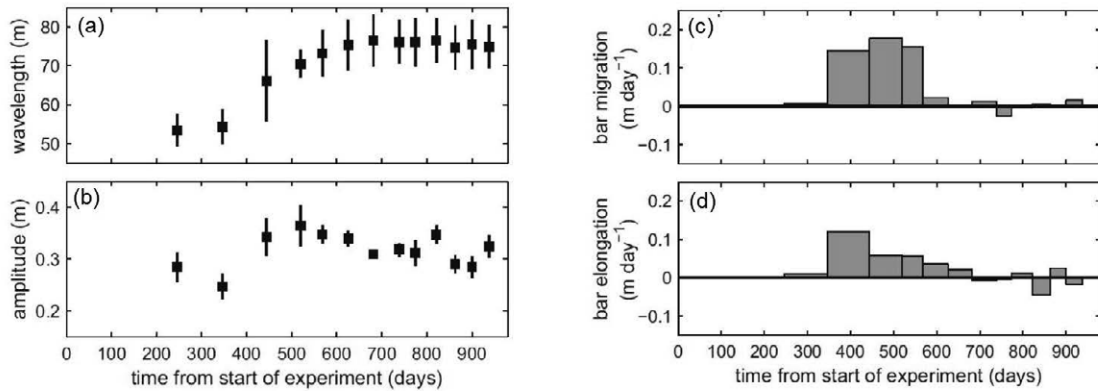 (a)
wavelength (m)
80
70
60
50
(b)
amplitude (m)
0.4
0.3
0.2
0 100 200 300 400 500 600 700 800 900
time from start of experiment (days)
(c)
bar migration
(m day⁻¹)
0.2
0.1
0
−0.1
(d)
bar elongation
(m day⁻¹)
0.2
0.1
0
−0.1
0 100 200 300 400 500 600 700 800 900
time from start of experiment (days)